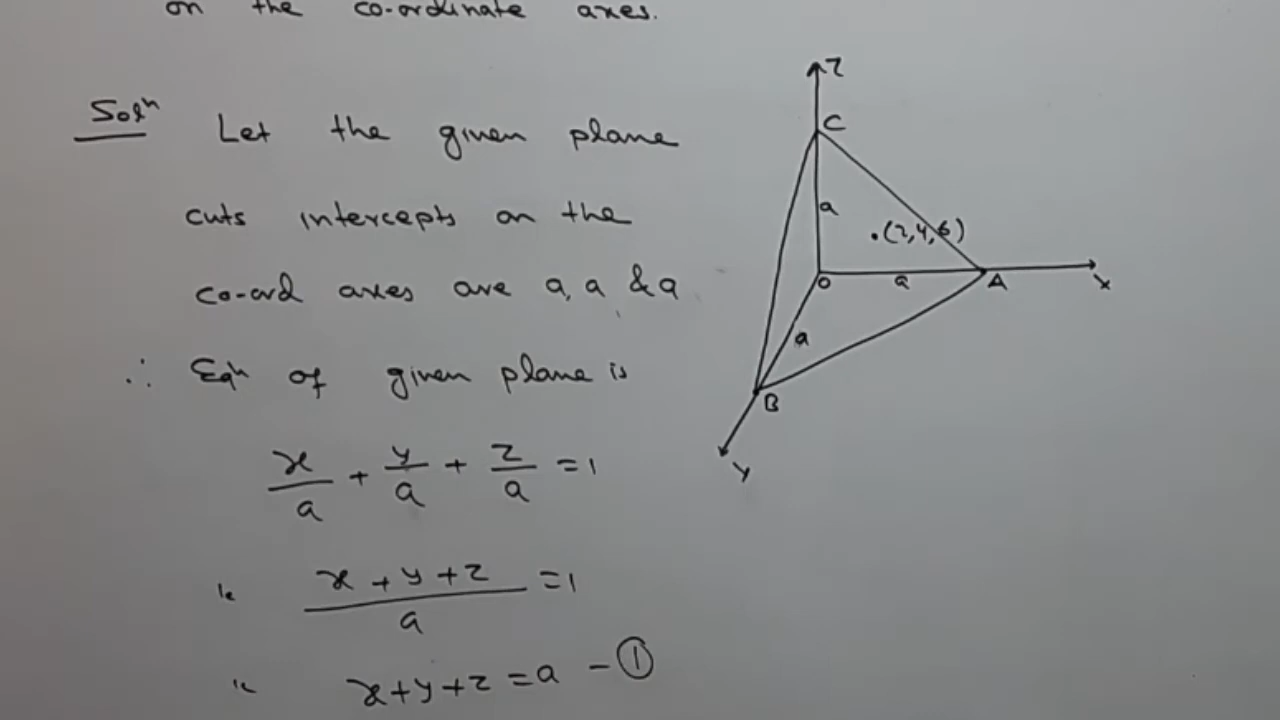 on the co-ordinate axes.
Solⁿ Let the given plane
cuts intercepts on the
co-ord axes are a, a & a
∴ Eqⁿ of given plane is
x/a + y/a + z/a = 1
ie (x + y + z)/a = 1
ie x + y + z = a - ①
Z
C
a
.(2,4,6)
O a A
X
a
B
Y